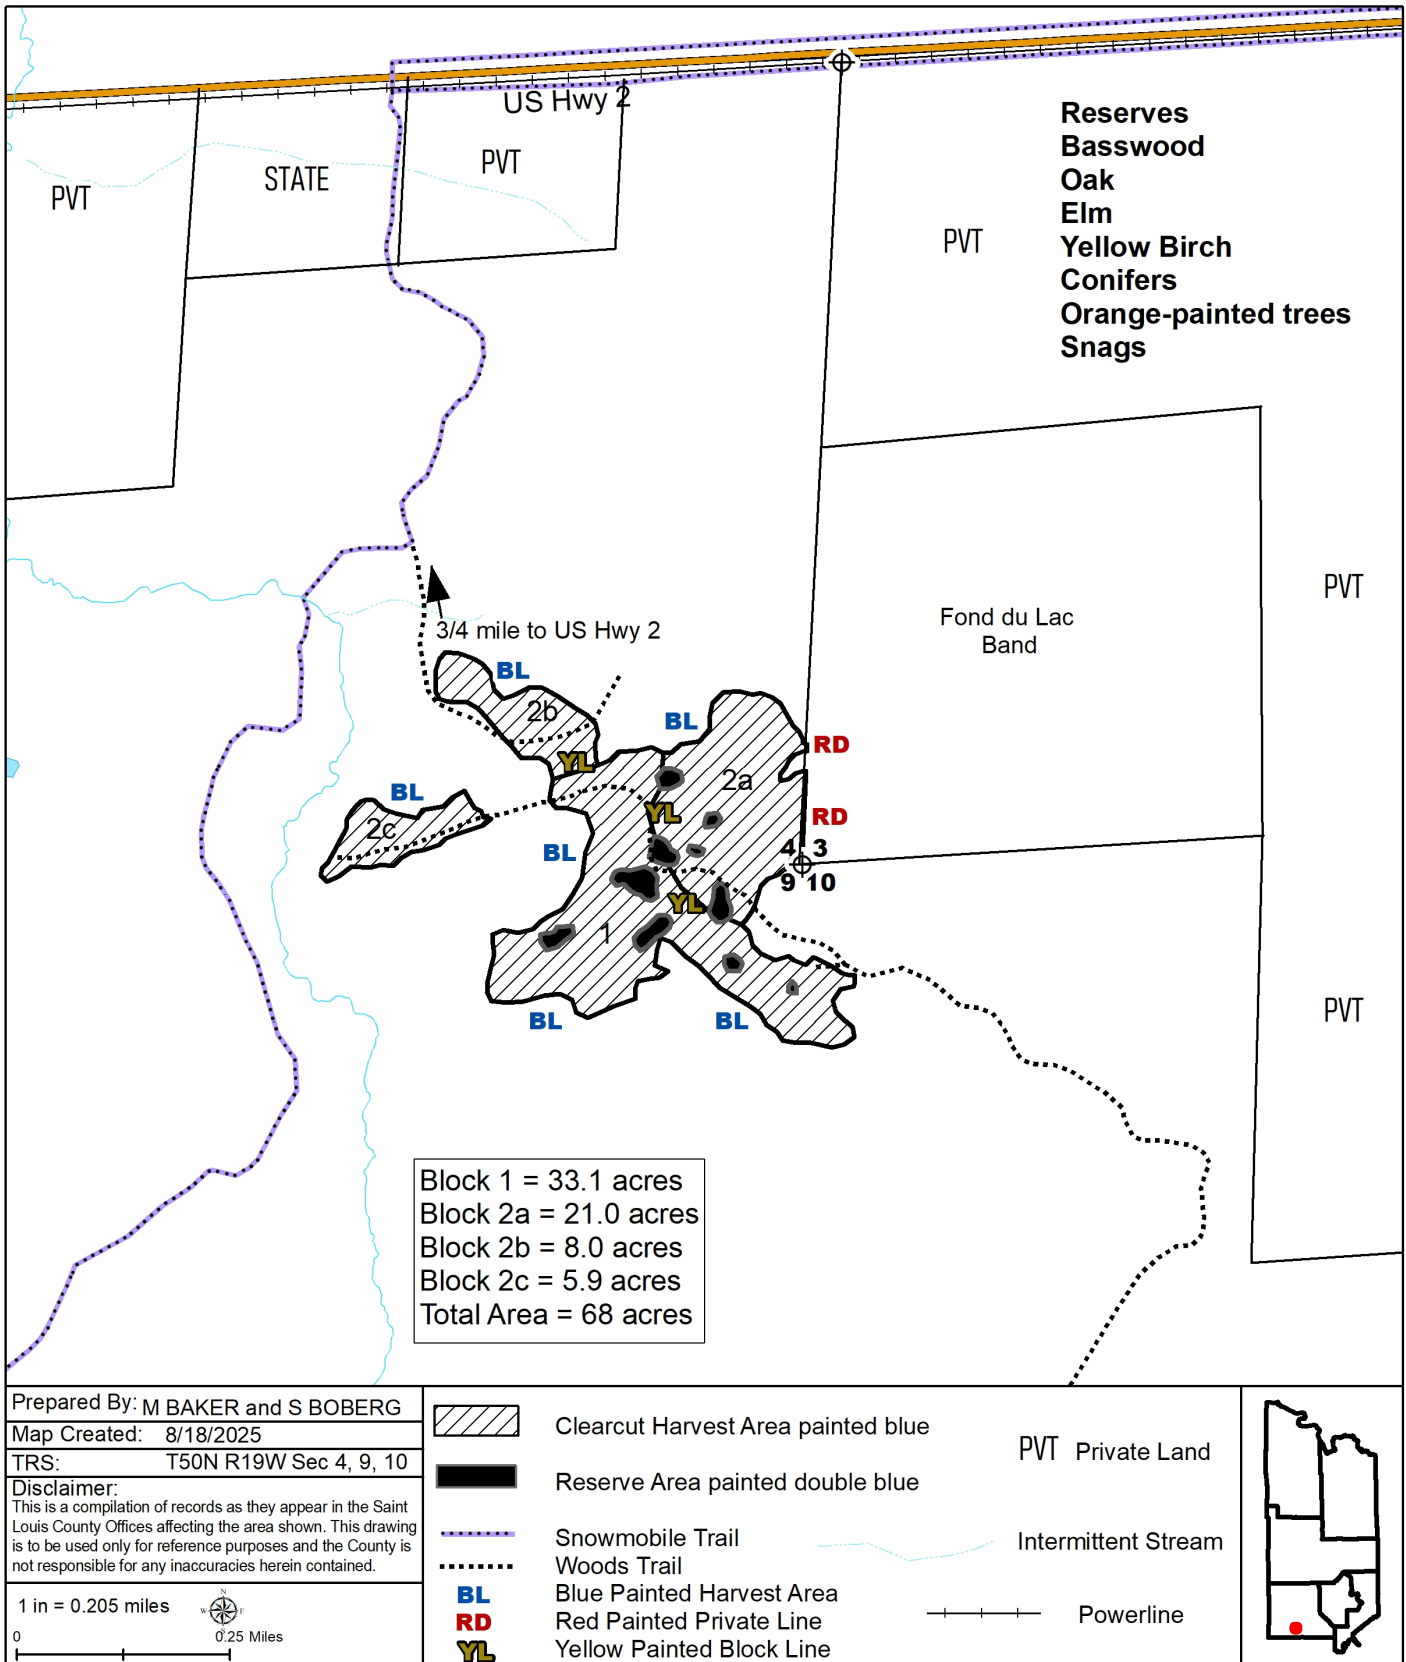 US Hwy 2
PVT
STATE
PVT
PVT
Reserves
Basswood
Oak
Elm
Yellow Birch
Conifers
Orange-painted trees
Snags
3/4 mile to US Hwy 2
Fond du Lac
Band
PVT
BL
2b
BL
RD
YL
2a
BL
2c
YL
RD
BL
4 3
9 10
YL
1
BL
BL
PVT
Block 1 = 33.1 acres
Block 2a = 21.0 acres
Block 2b = 8.0 acres
Block 2c = 5.9 acres
Total Area = 68 acres
Prepared By: M BAKER and S BOBERG
Map Created: 8/18/2025
TRS: T50N R19W Sec 4, 9, 10
Disclaimer:
This is a compilation of records as they appear in the Saint
Louis County Offices affecting the area shown. This drawing
is to be used only for reference purposes and the County is
not responsible for any inaccuracies herein contained.
1 in = 0.205 miles
N
W E
S
0 0.25 Miles
Clearcut Harvest Area painted blue
Reserve Area painted double blue
Snowmobile Trail
Woods Trail
BL Blue Painted Harvest Area
RD Red Painted Private Line
YL Yellow Painted Block Line
PVT Private Land
Intermittent Stream
Powerline